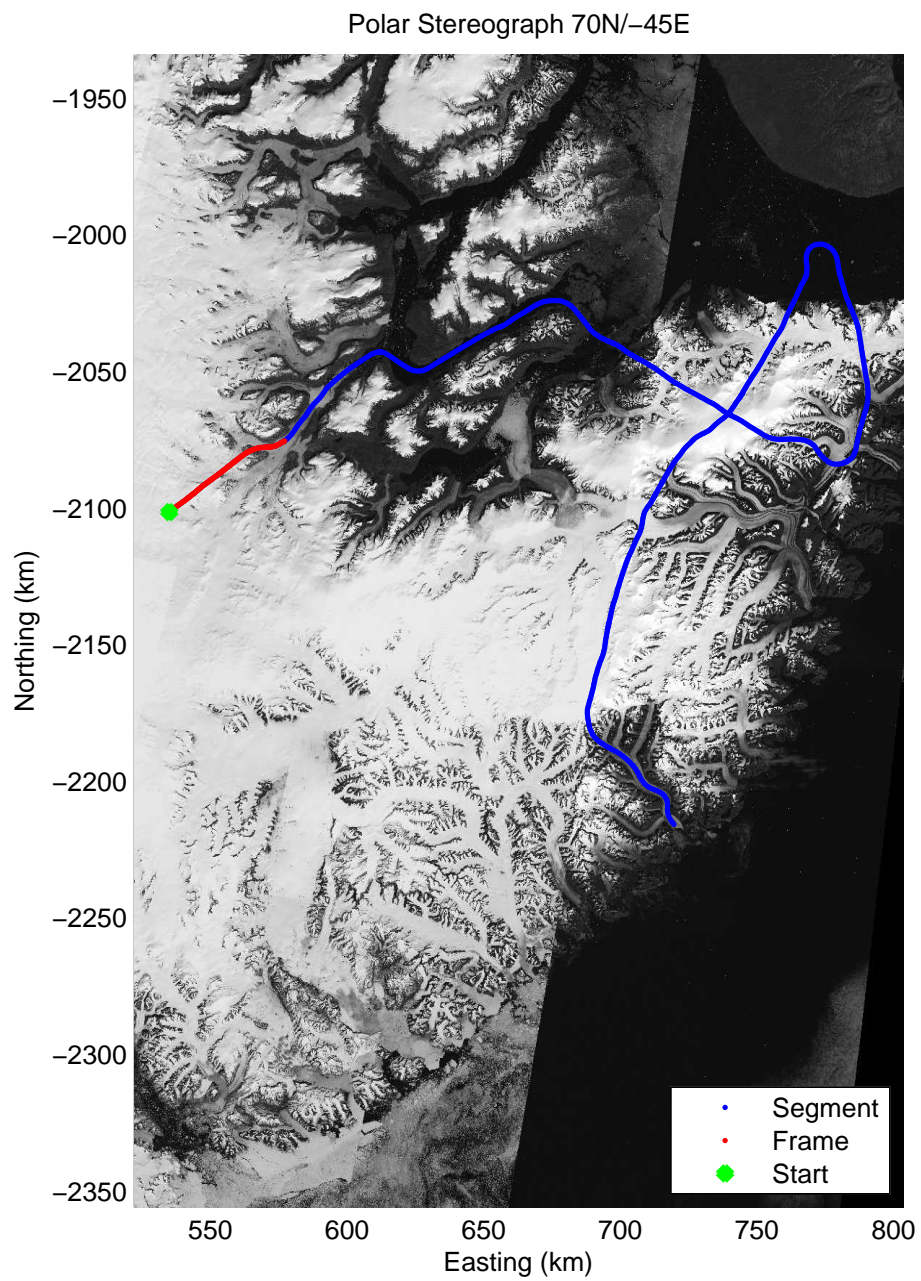 Polar Stereograph 70N/−45E
−1950
−2000
−2050
−2100
−2150
−2200
−2250
−2300
−2350
Northing (km)
550 600 650 700 750 800
Easting (km)
Segment
Frame
Start